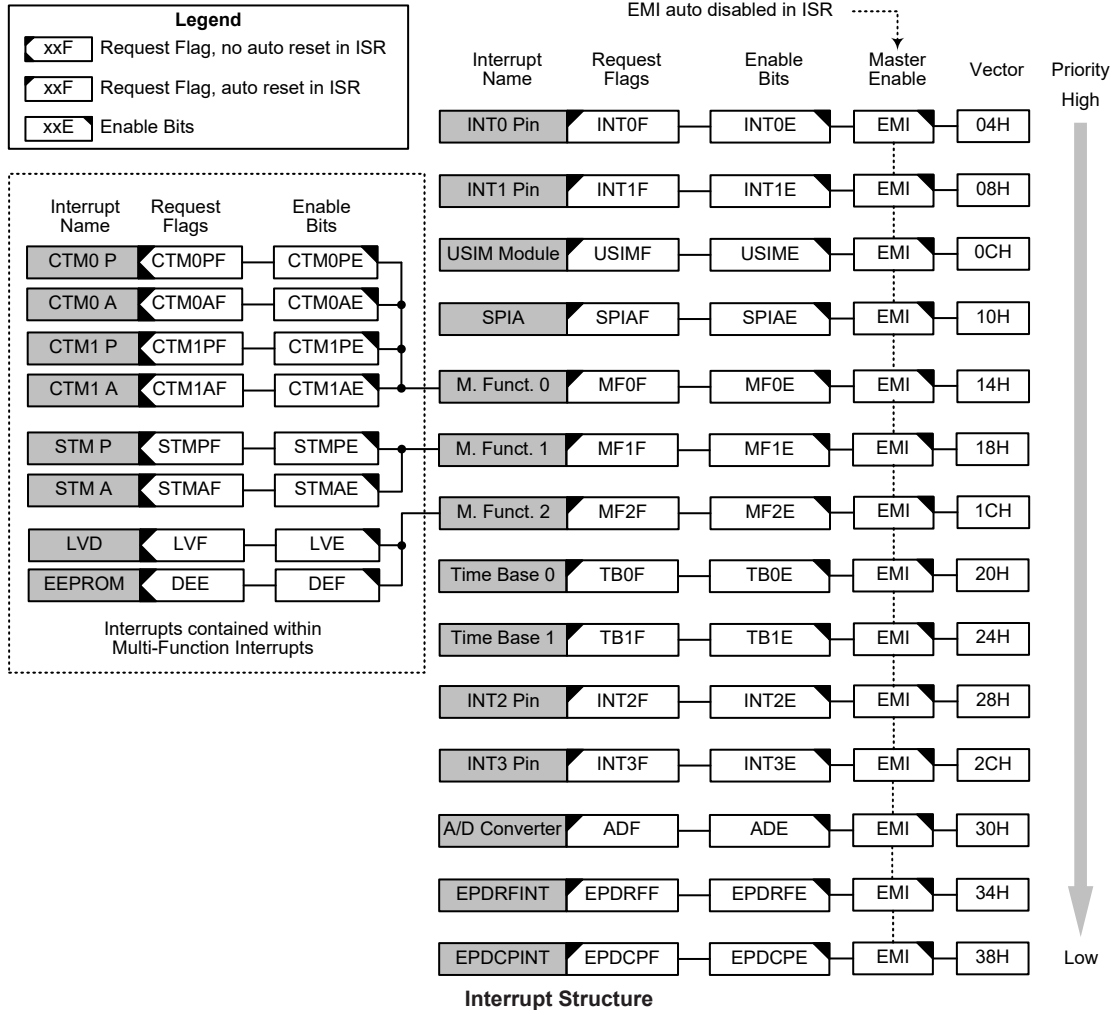 EMI auto disabled in ISR
Legend
xxF Request Flag, no auto reset in ISR
xxF Request Flag, auto reset in ISR
xxE Enable Bits
Interrupt Name Request Flags Enable Bits Master Enable Vector Priority
High
INT0 Pin INT0F INT0E EMI 04H
INT1 Pin INT1F INT1E EMI 08H
USIM Module USIMF USIME EMI 0CH
SPIA SPIAF SPIAE EMI 10H
M. Funct. 0 MF0F MF0E EMI 14H
M. Funct. 1 MF1F MF1E EMI 18H
M. Funct. 2 MF2F MF2E EMI 1CH
Time Base 0 TB0F TB0E EMI 20H
Time Base 1 TB1F TB1E EMI 24H
INT2 Pin INT2F INT2E EMI 28H
INT3 Pin INT3F INT3E EMI 2CH
A/D Converter ADF ADE EMI 30H
EPDRFINT EPDRFF EPDRFE EMI 34H
EPDCPINT EPDCPF EPDCPE EMI 38H
Low
Interrupt Name Request Flags Enable Bits
CTM0 P CTM0PF CTM0PE
CTM0 A CTM0AF CTM0AE
CTM1 P CTM1PF CTM1PE
CTM1 A CTM1AF CTM1AE
STM P STMPF STMPE
STM A STMAF STMAE
LVD LVF LVE
EEPROM DEE DEF
Interrupts contained within
Multi-Function Interrupts
Interrupt Structure